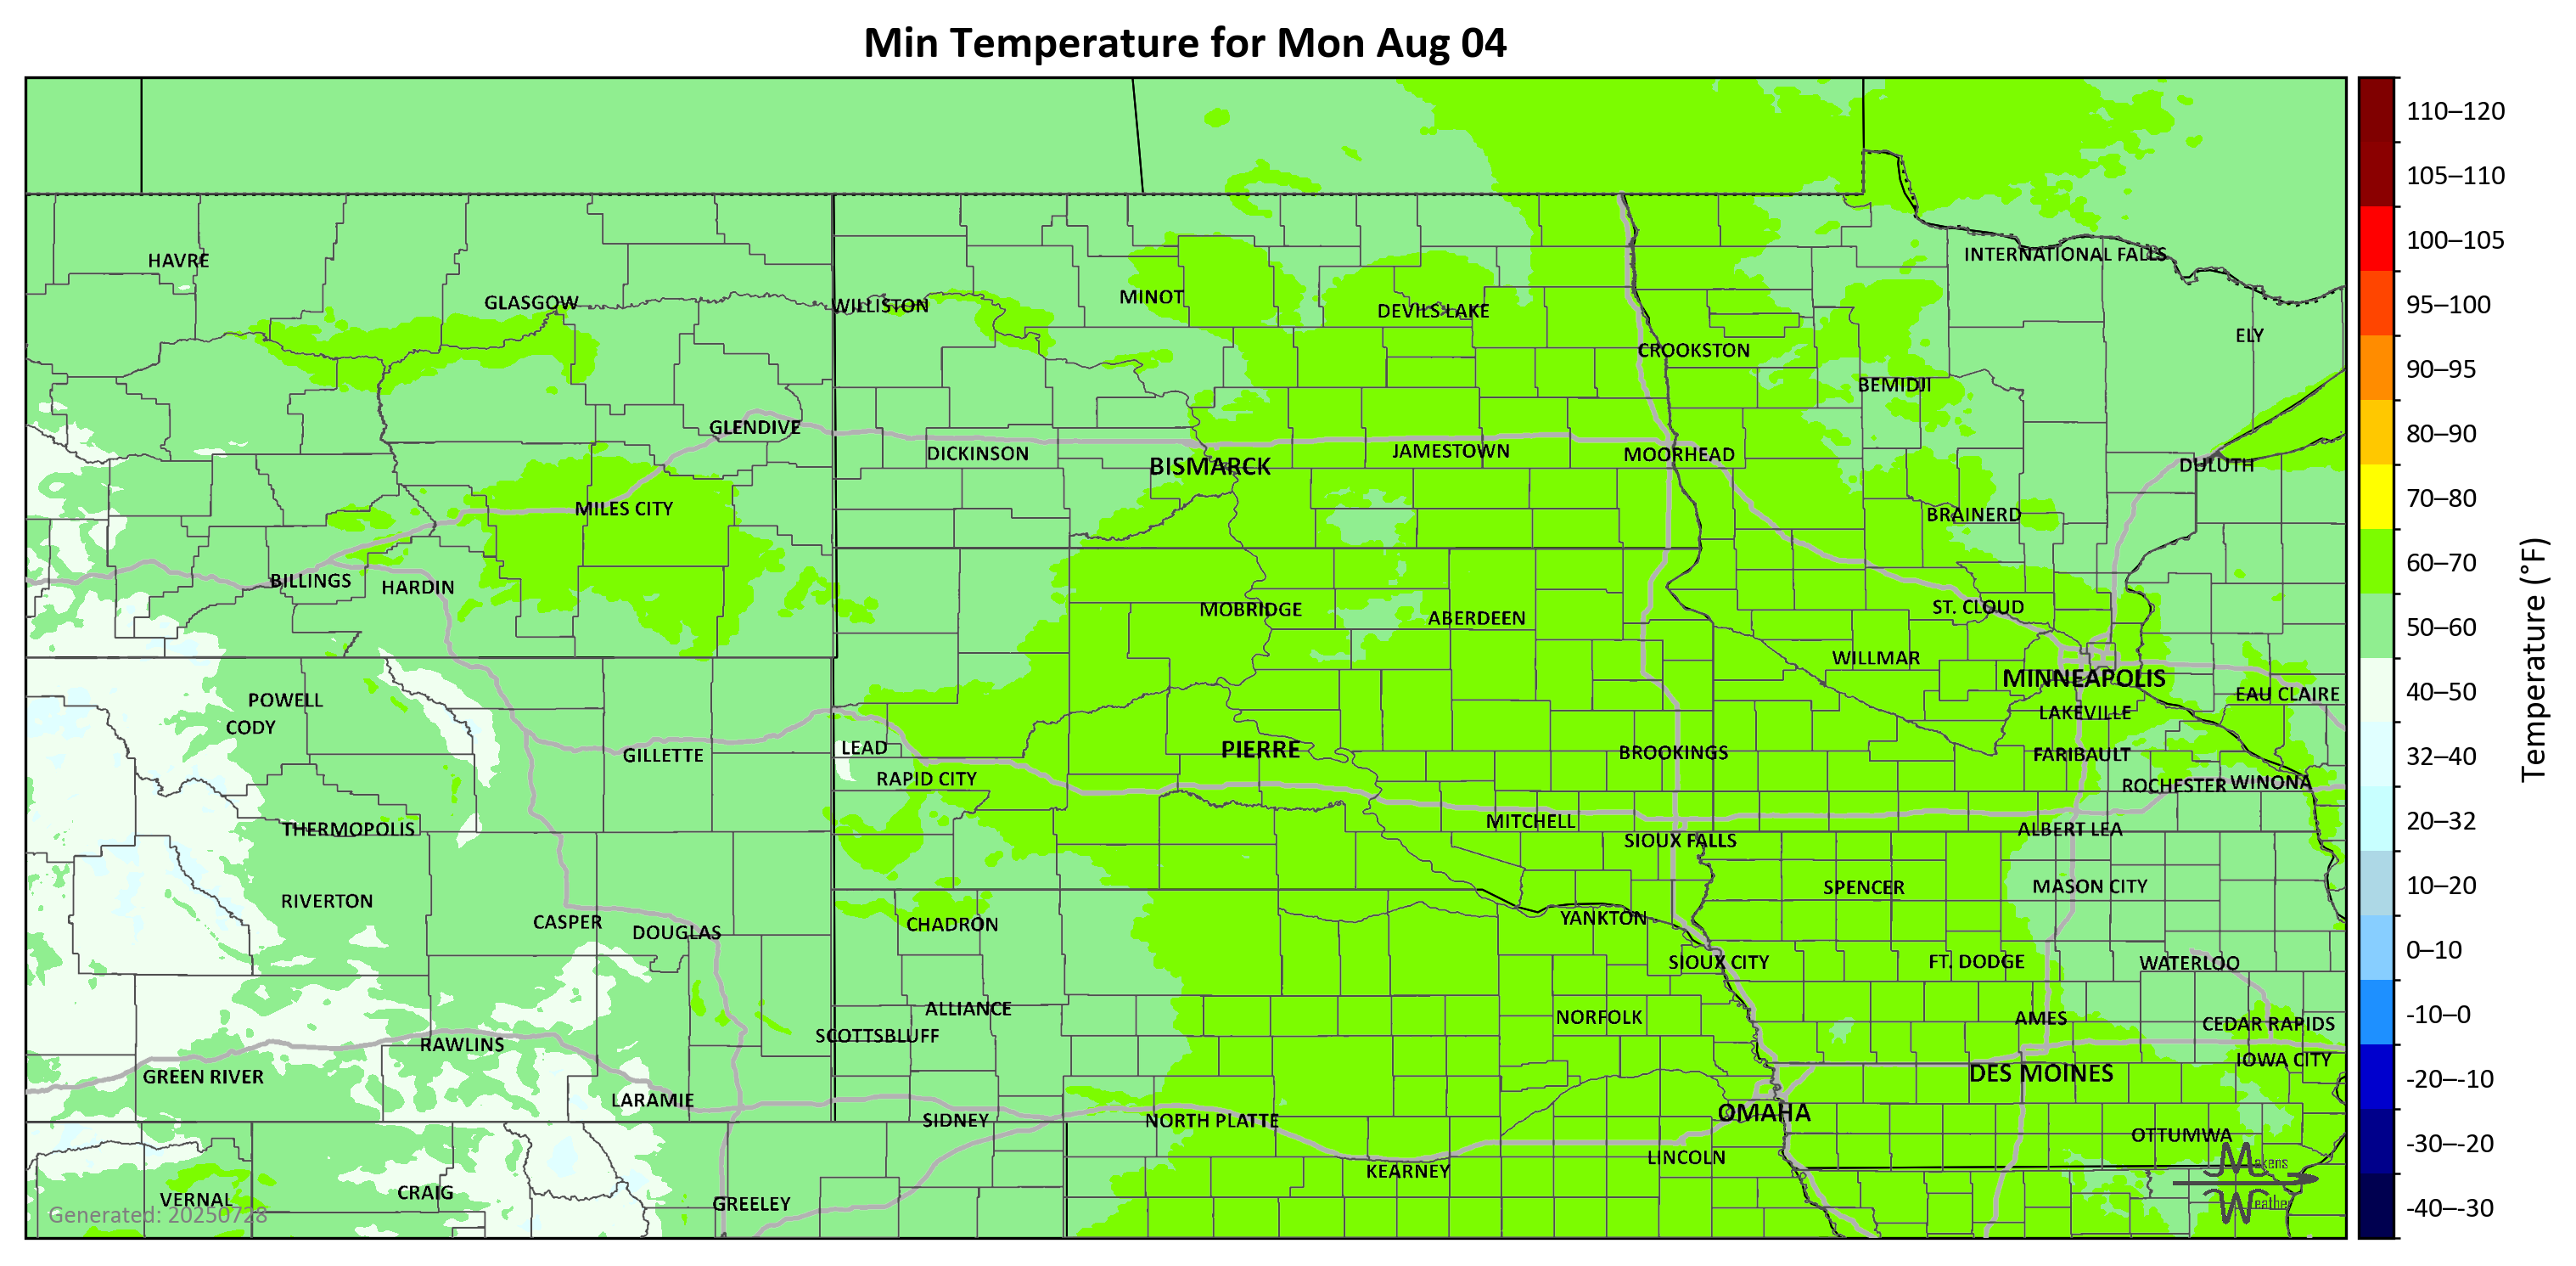 Min Temperature for Mon Aug 04
110–120
105–110
100–105
95–100
90–95
80–90
70–80
60–70
50–60
40–50
32–40
20–32
10–20
0–10
-10–0
-20–-10
-30–-20
-40–-30
Temperature (°F)
HAVRE
INTERNATIONAL FALLS
GLASGOW
WILLISTON
MINOT
DEVILS LAKE
ELY
CROOKSTON
BEMIDJI
GLENDIVE
DICKINSON
BISMARCK
JAMESTOWN
MOORHEAD
DULUTH
MILES CITY
BRAINERD
BILLINGS
HARDIN
MOBRIDGE
ABERDEEN
ST. CLOUD
WILLMAR
MINNEAPOLIS
POWELL
EAU CLAIRE
CODY
LAKEVILLE
GILLETTE
LEAD
PIERRE
BROOKINGS
FARIBAULT
RAPID CITY
ROCHESTER
WINONA
THERMOPOLIS
MITCHELL
SIOUX FALLS
ALBERT LEA
RIVERTON
SPENCER
MASON CITY
CASPER
DOUGLAS
CHADRON
YANKTON
SIOUX CITY
FT. DODGE
WATERLOO
ALLIANCE
NORFOLK
AMES
CEDAR RAPIDS
SCOTTSBLUFF
RAWLINS
IOWA CITY
GREEN RIVER
DES MOINES
LARAMIE
SIDNEY
NORTH PLATTE
OMAHA
OTTUMWA
LINCOLN
KEARNEY
VERNAL
CRAIG
GREELEY
Generated: 20250728
Makens
Weather